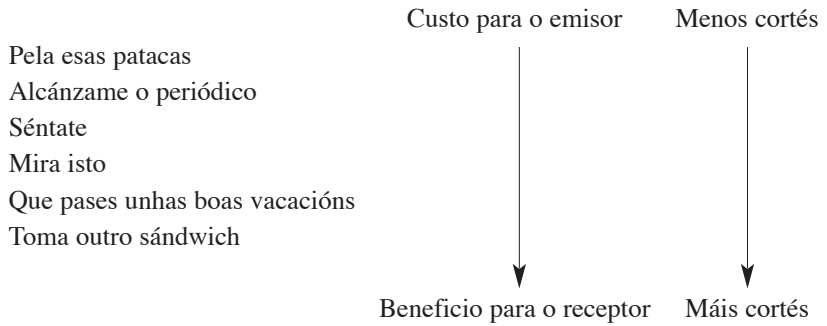 Custo para o emisor Menos cortés
Pela esas patacas
Alcánzame o periódico
Séntate
Mira isto
Que pases unhas boas vacacións
Toma outro sándwich
Beneficio para o receptor Máis cortés